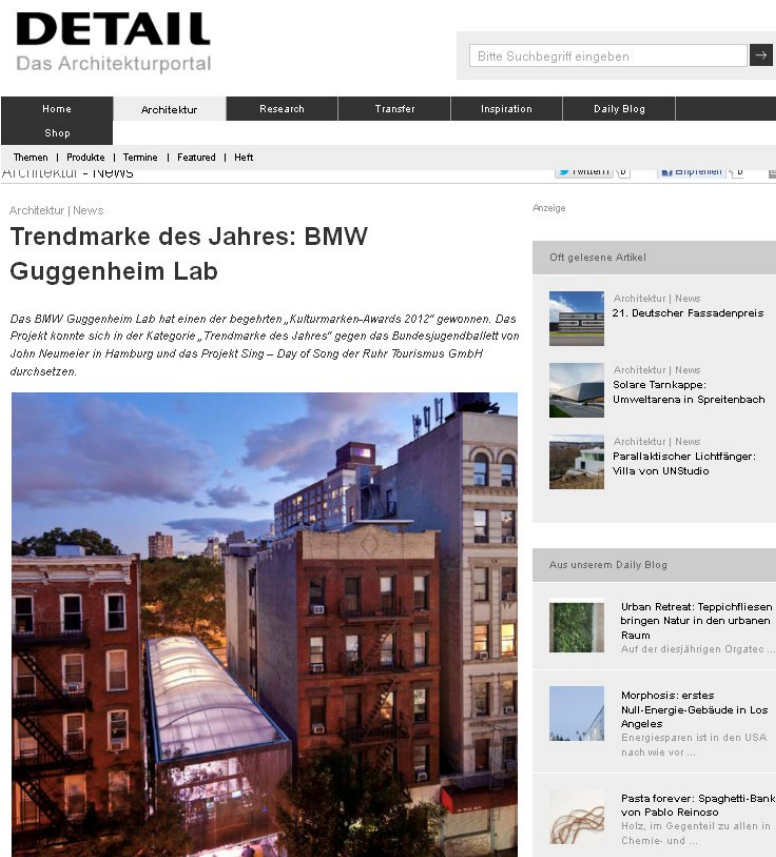 DETAIL
Das Architekturportal
Bitte Suchbegriff eingeben
Home
Architektur
Research
Transfer
Inspiration
Daily Blog
Shop
Themen | Produkte | Termine | Featured | Heft
Architektur - News
Twittern
0
Empfehlen
0
Architektur | News
Trendmarke des Jahres: BMW
Guggenheim Lab
Das BMW Guggenheim Lab hat einen der begehrten „Kulturmarken-Awards 2012“ gewonnen. Das
Projekt konnte sich in der Kategorie „Trendmarke des Jahres“ gegen das Bundesjugendballett von
John Neumeier in Hamburg und das Projekt Sing – Day of Song der Ruhr Tourismus GmbH
durchsetzen.
Anzeige
Oft gelesene Artikel
Architektur | News
21. Deutscher Fassadenpreis
Architektur | News
Solare Tarnkappe:
Umweltarena in Spreitenbach
Architektur | News
Parallaktischer Lichtfänger:
Villa von UNStudio
Aus unserem Daily Blog
Urban Retreat: Teppichfliesen
bringen Natur in den urbanen
Raum
Auf der diesjährigen Orgatec ...
Morphosis: erstes
Null-Energie-Gebäude in Los
Angeles
Energiesparen ist in den USA
nach wie vor ...
Pasta forever: Spaghetti-Bank
von Pablo Reinoso
Holz, im Gegenteil zu allen in
Chemie- und ...